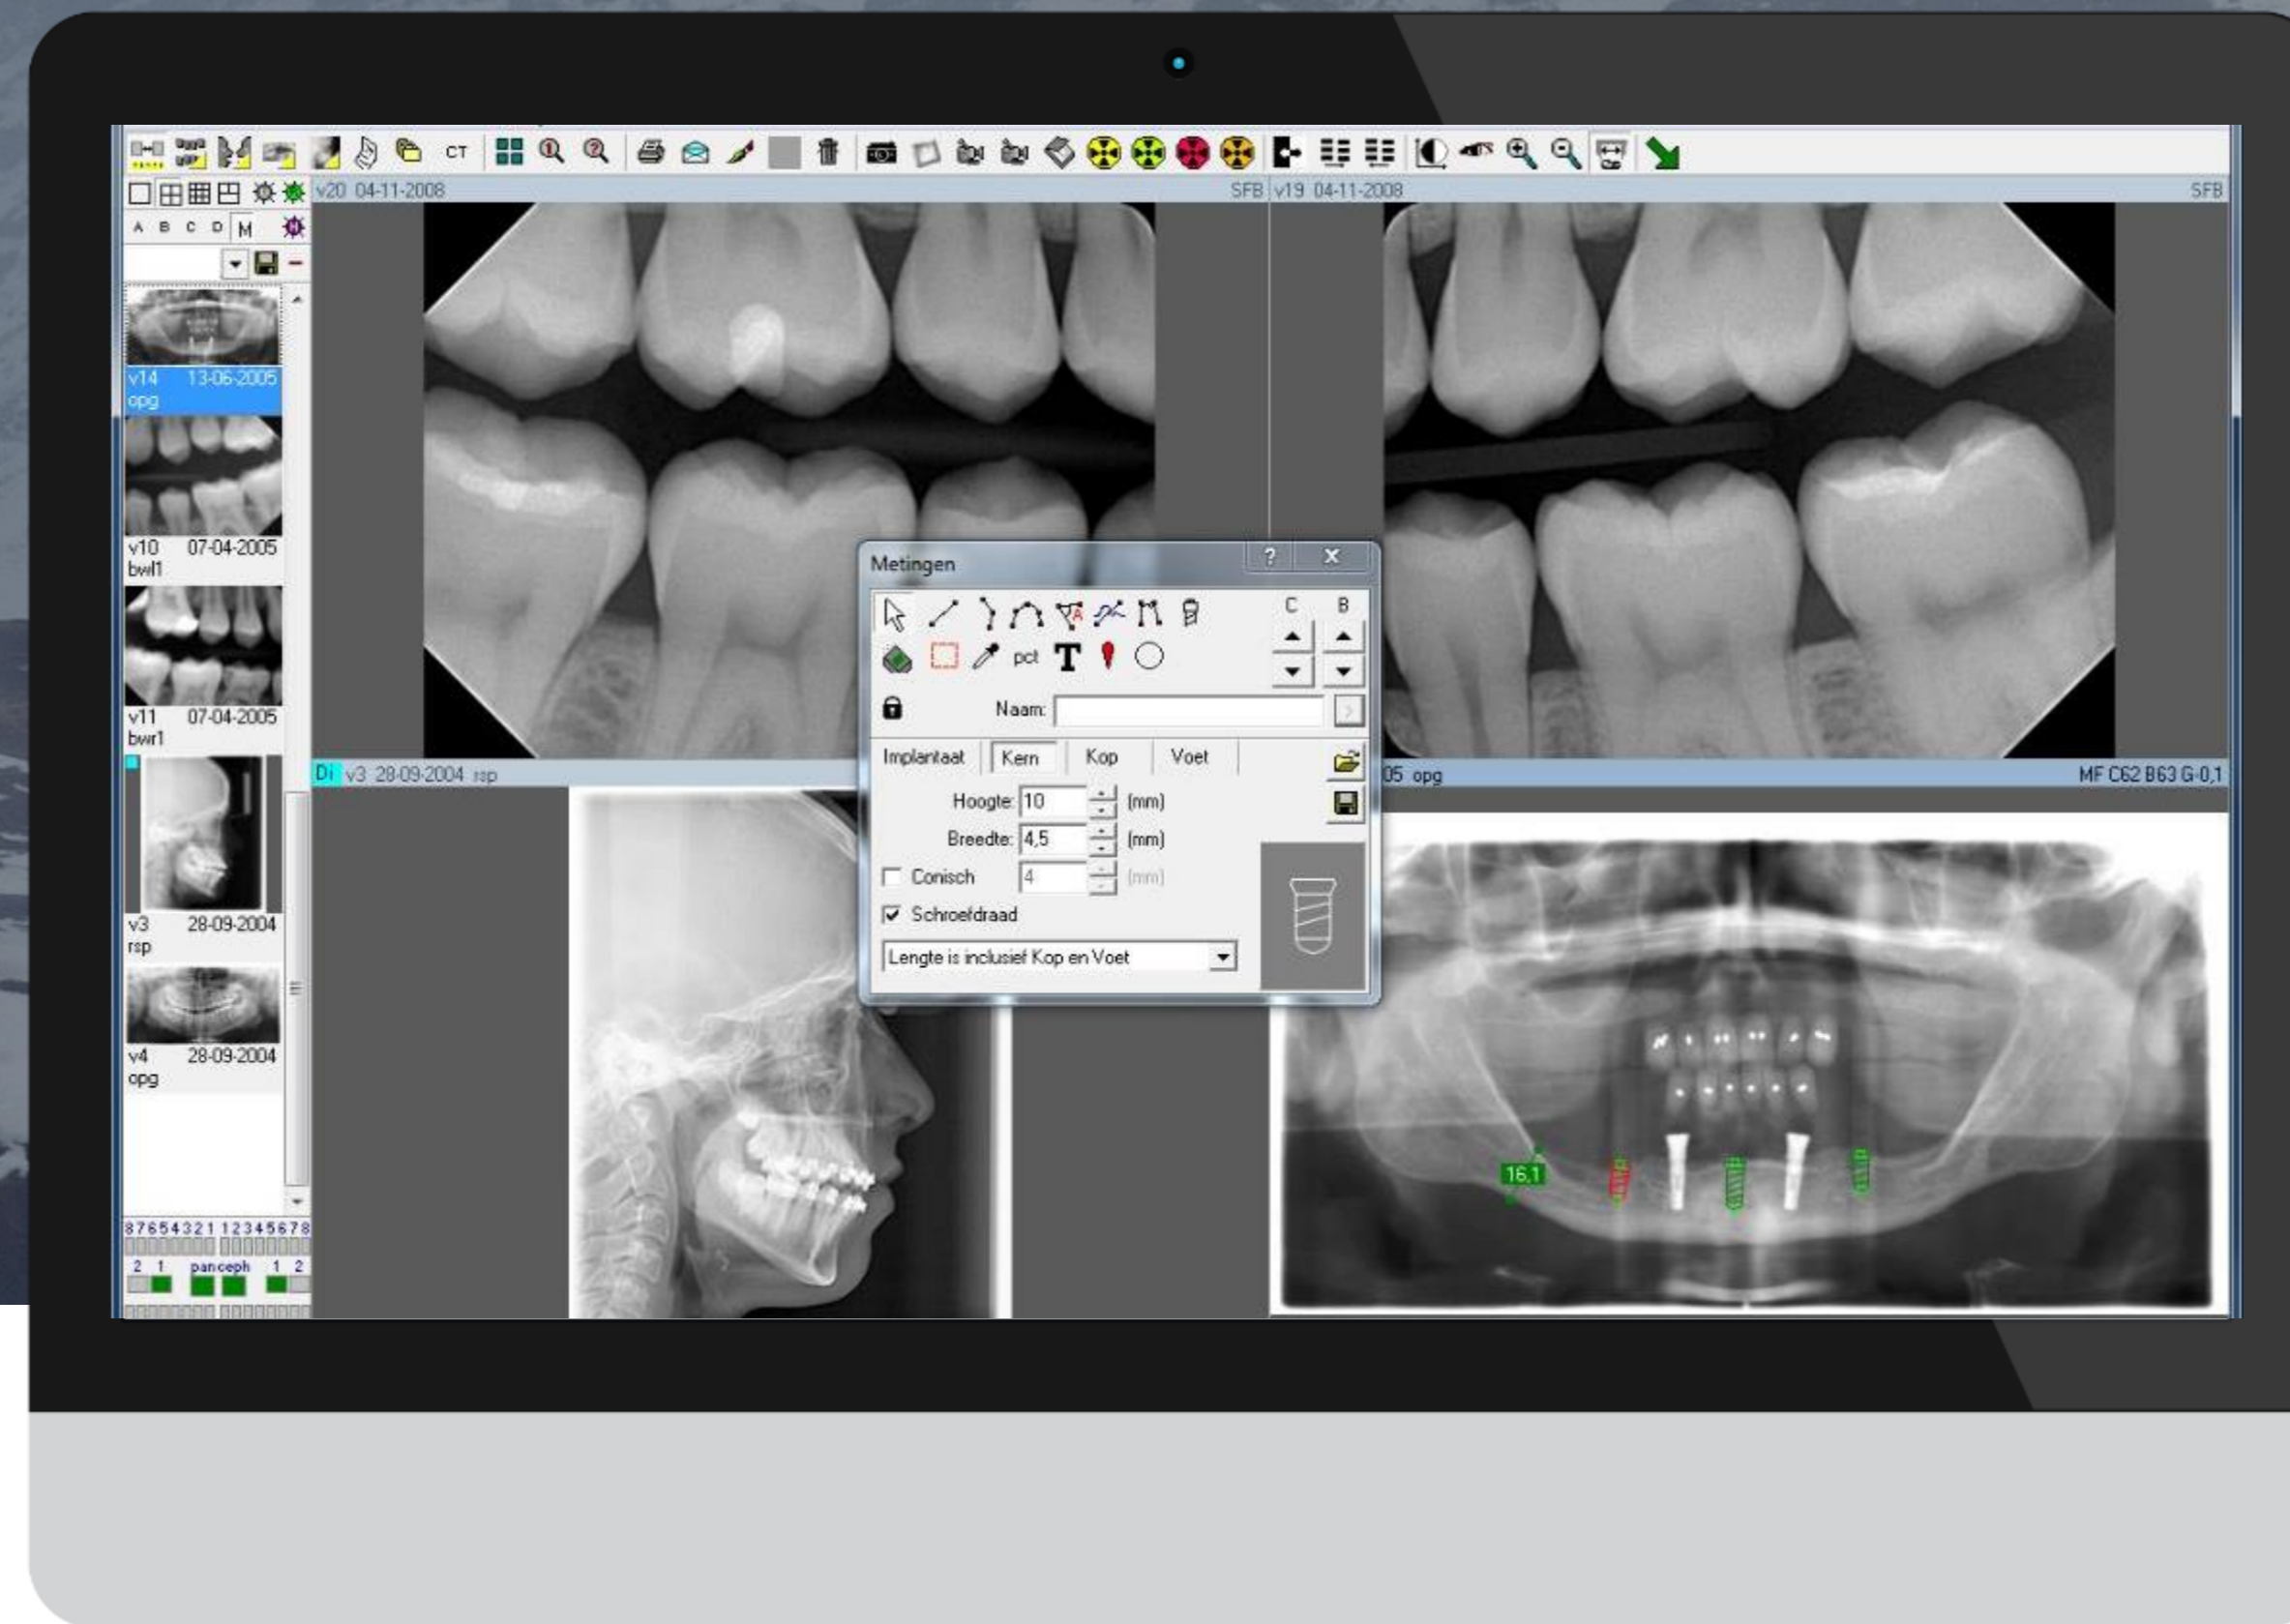 CT
v20 04-11-2008 SFB
v19 04-11-2008 SFB
A B C D M
v14 13-06-2005
opg
v10 07-04-2005
bwl1
v11 07-04-2005
bwr1
v3 28-09-2004
rsp
v4 28-09-2004
opg
8 7 6 5 4 3 2 1 1 2 3 4 5 6 7 8
2 1 pan ceph 1 2
Di v3 28-09-2004 rsp
05 opg MF C62 B63 G-0,1
Metingen
? X
C B
A
pct T
Naam:
Implantaat Kern Kop Voet
Hoogte: 10 (mm)
Breedte: 4,5 (mm)
Conisch 4 (mm)
Schroefdraad
Lengte is inclusief Kop en Voet
16,1